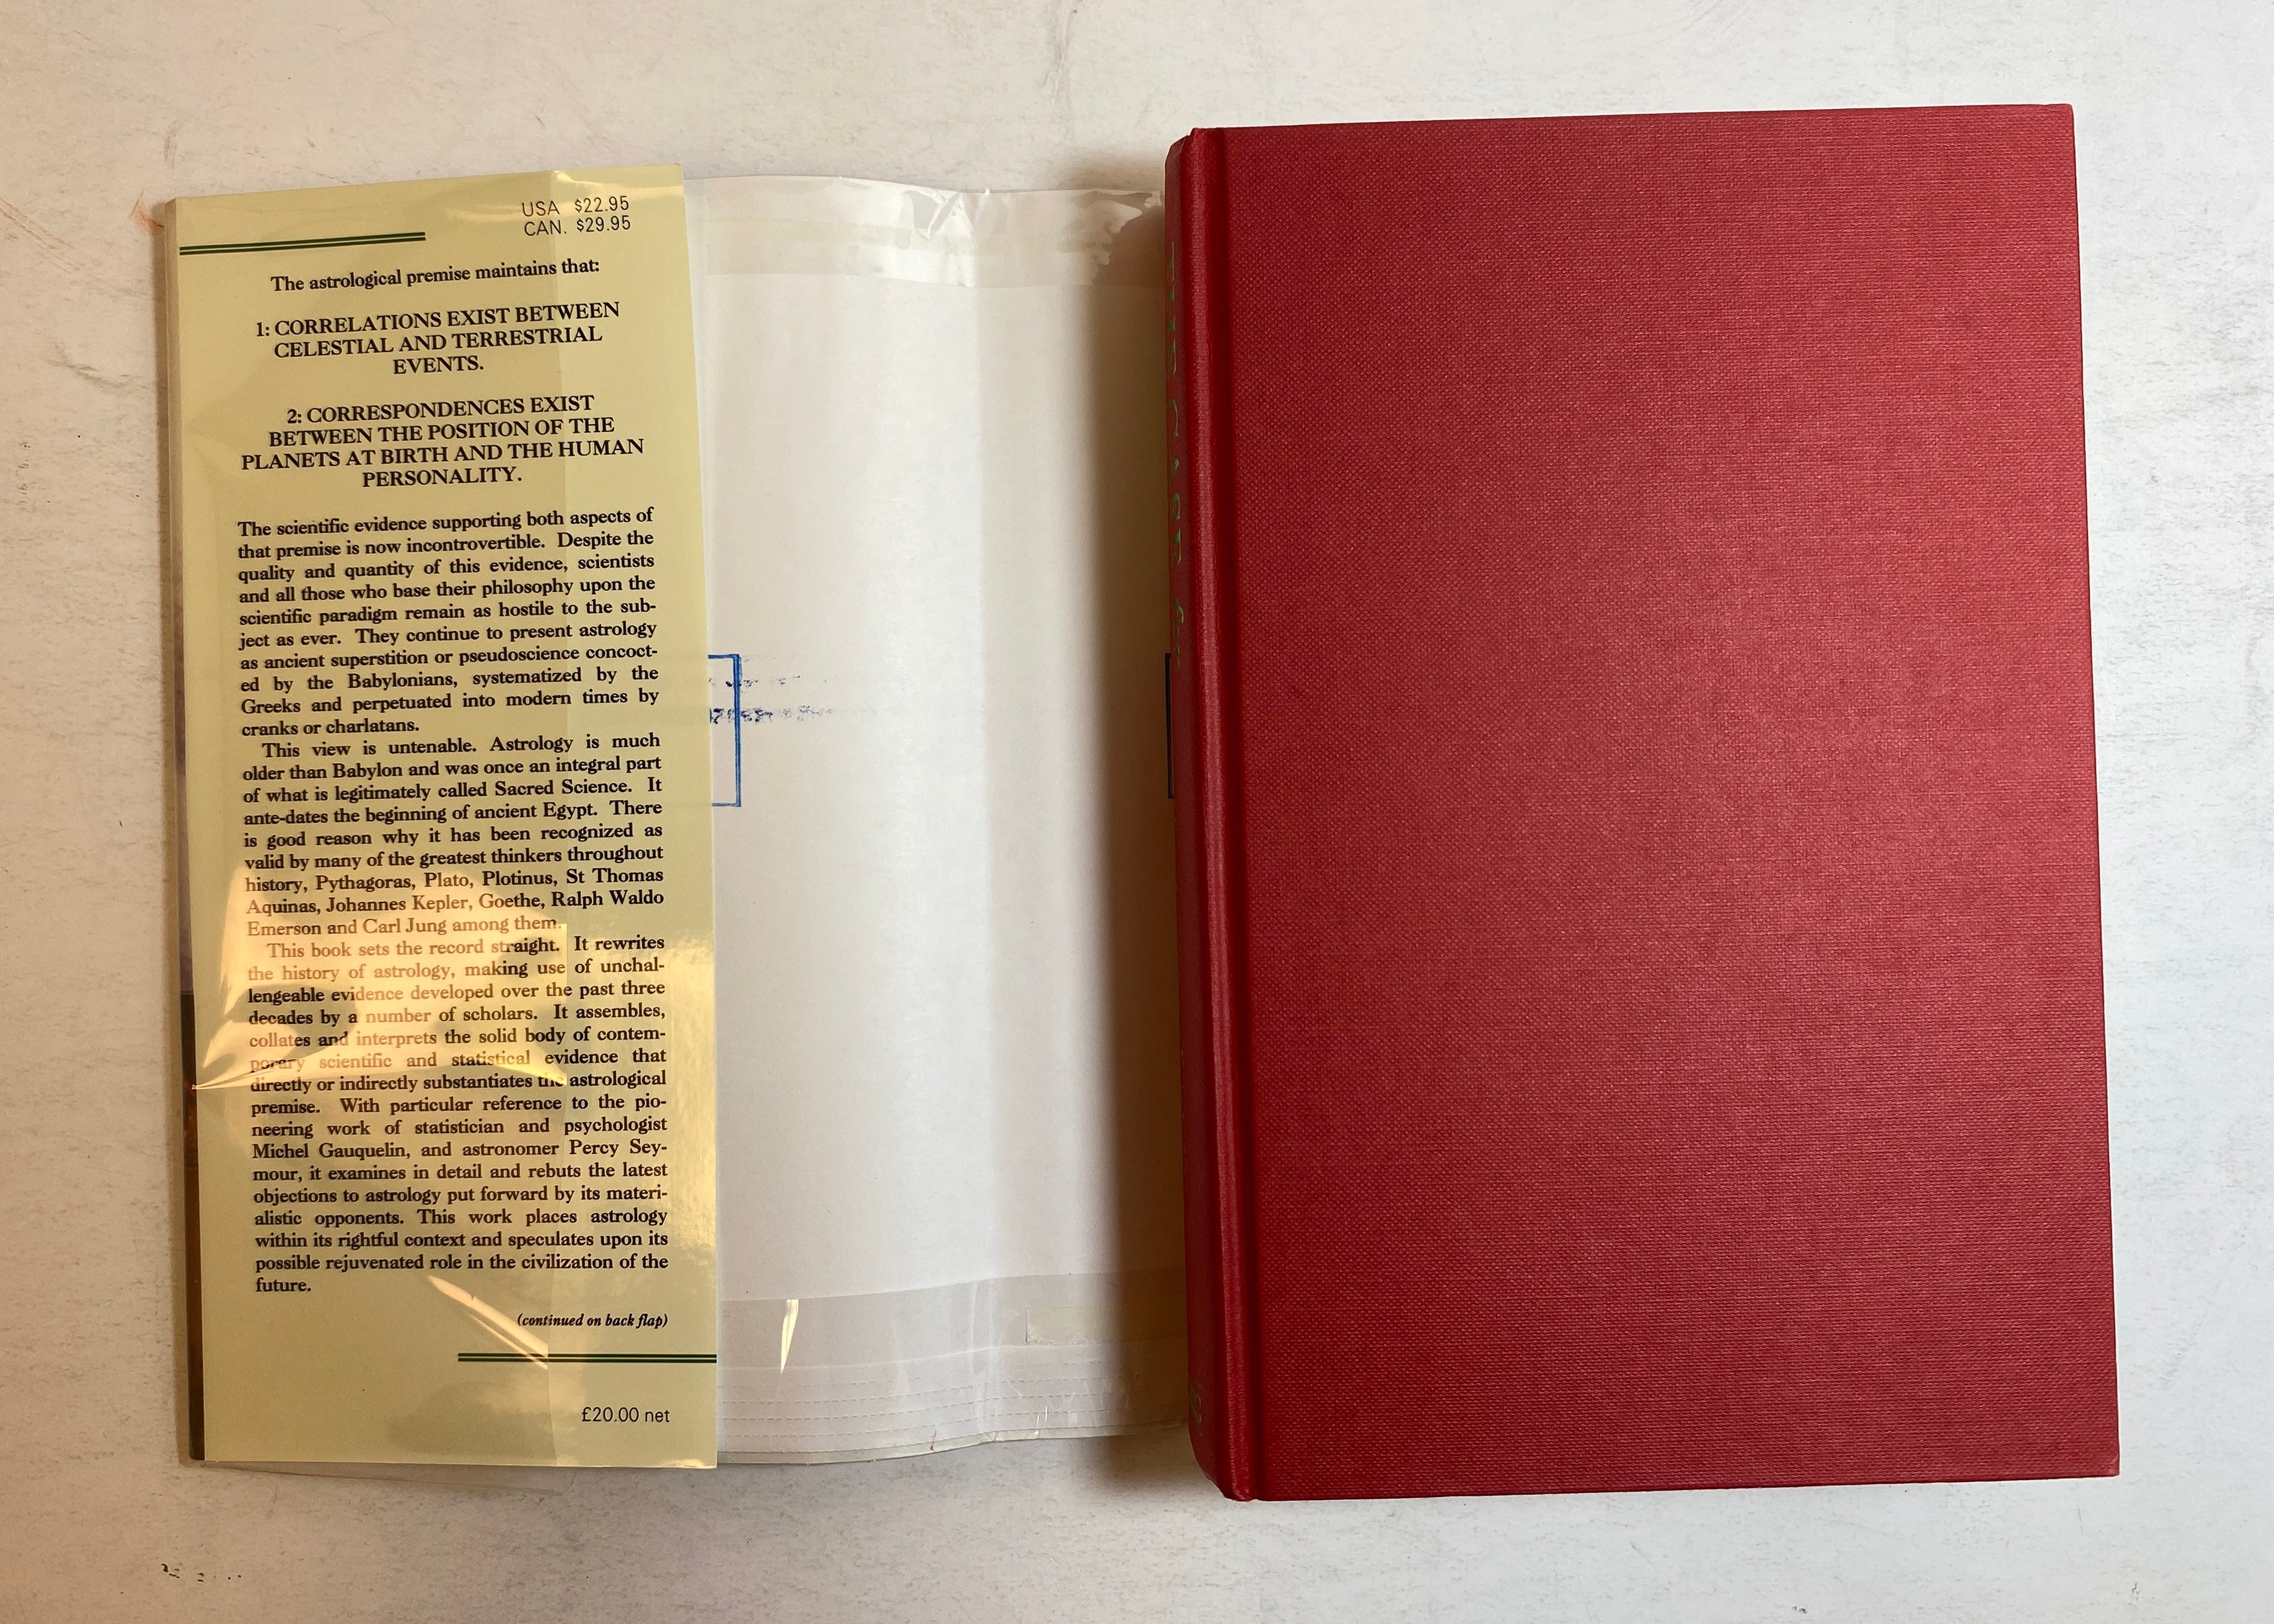 USA $22.95
CAN. $29.95
The astrological premise maintains that:
1: CORRELATIONS EXIST BETWEEN
CELESTIAL AND TERRESTRIAL
EVENTS.
2: CORRESPONDENCES EXIST
BETWEEN THE POSITION OF THE
PLANETS AT BIRTH AND THE HUMAN
PERSONALITY.
The scientific evidence supporting both aspects of
that premise is now incontrovertible. Despite the
quality and quantity of this evidence, scientists
and all those who base their philosophy upon the
scientific paradigm remain as hostile to the sub-
ject as ever. They continue to present astrology
as ancient superstition or pseudoscience concoct-
ed by the Babylonians, systematized by the
Greeks and perpetuated into modern times by
cranks or charlatans.
This view is untenable. Astrology is much
older than Babylon and was once an integral part
of what is legitimately called Sacred Science. It
ante-dates the beginning of ancient Egypt. There
is good reason why it has been recognized as
valid by many of the greatest thinkers throughout
history, Pythagoras, Plato, Plotinus, St Thomas
Aquinas, Johannes Kepler, Goethe, Ralph Waldo
Emerson and Carl Jung among them.
This book sets the record straight. It rewrites
the history of astrology, making use of unchal-
lengeable evidence developed over the past three
decades by a number of scholars. It assembles,
collates and interprets the solid body of contem-
porary scientific and statistical evidence that
directly or indirectly substantiates the astrological
premise. With particular reference to the pio-
neering work of statistician and psychologist
Michel Gauquelin, and astronomer Percy Sey-
mour, it examines in detail and rebuts the latest
objections to astrology put forward by its materi-
alistic opponents. This work places astrology
within its rightful context and speculates upon its
possible rejuvenated role in the civilization of the
future.
(continued on back flap)
£20.00 net
THE CASE